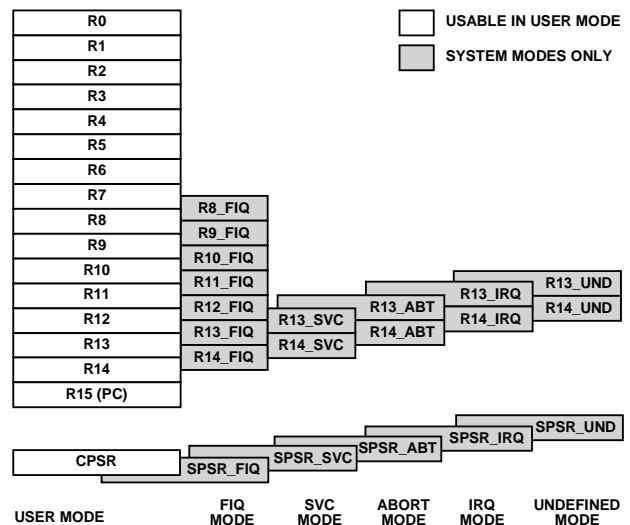 R0
R1
R2
R3
R4
R5
R6
R7
R8
R9
R10
R11
R12
R13
R14
R15 (PC)
R8_FIQ
R9_FIQ
R10_FIQ
R11_FIQ
R12_FIQ
R13_FIQ
R14_FIQ
R13_SVC
R14_SVC
R13_ABT
R14_ABT
R13_IRQ
R14_IRQ
R13_UND
R14_UND
USABLE IN USER MODE
SYSTEM MODES ONLY
CPSR
SPSR_FIQ
SPSR_SVC
SPSR_ABT
SPSR_IRQ
SPSR_UND
USER MODE
FIQ
MODE
SVC
MODE
ABORT
MODE
IRQ
MODE
UNDEFINED
MODE